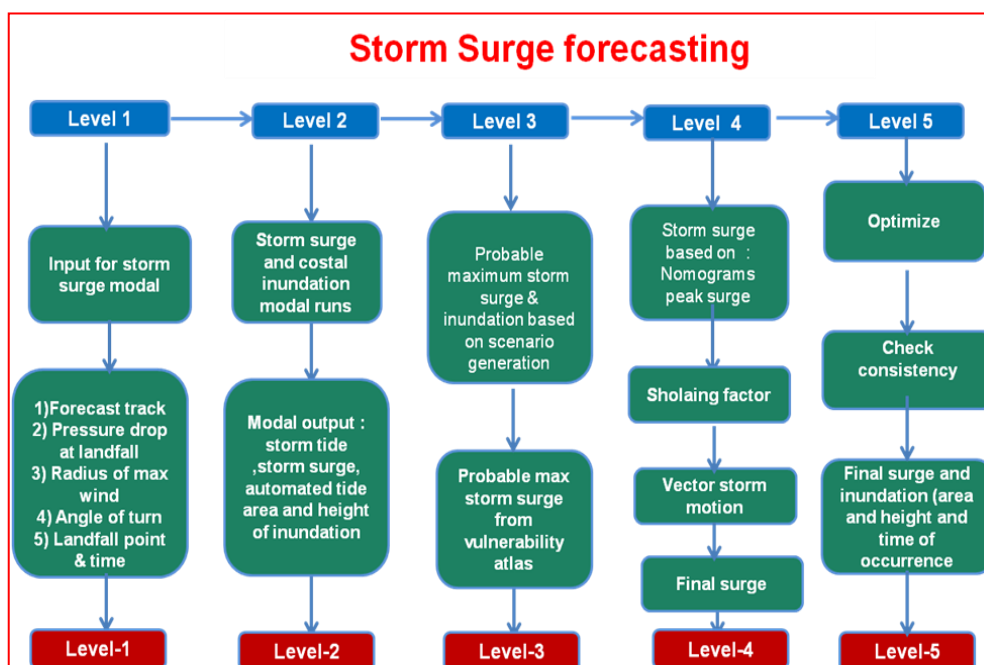 Storm Surge forecasting
Level 1
Level 2
Level 3
Level 4
Level 5
Input for storm
surge modal
1)Forecast track
2) Pressure drop
at landfall
3) Radius of max
wind
4) Angle of turn
5) Landfall point
& time
Level-1
Storm surge
and costal
inundation
modal runs
Modal output :
storm tide
,storm surge,
automated tide
area and height
of inundation
Level-2
Probable
maximum storm
surge &
inundation based
on scenario
generation
Probable max
storm surge
from
vulnerability
atlas
Level-3
Storm surge
based on :
Nomograms
peak surge
Sholaing factor
Vector storm
motion
Final surge
Level-4
Optimize
Check
consistency
Final surge and
inundation (area
and height and
time of
occurrence
Level-5